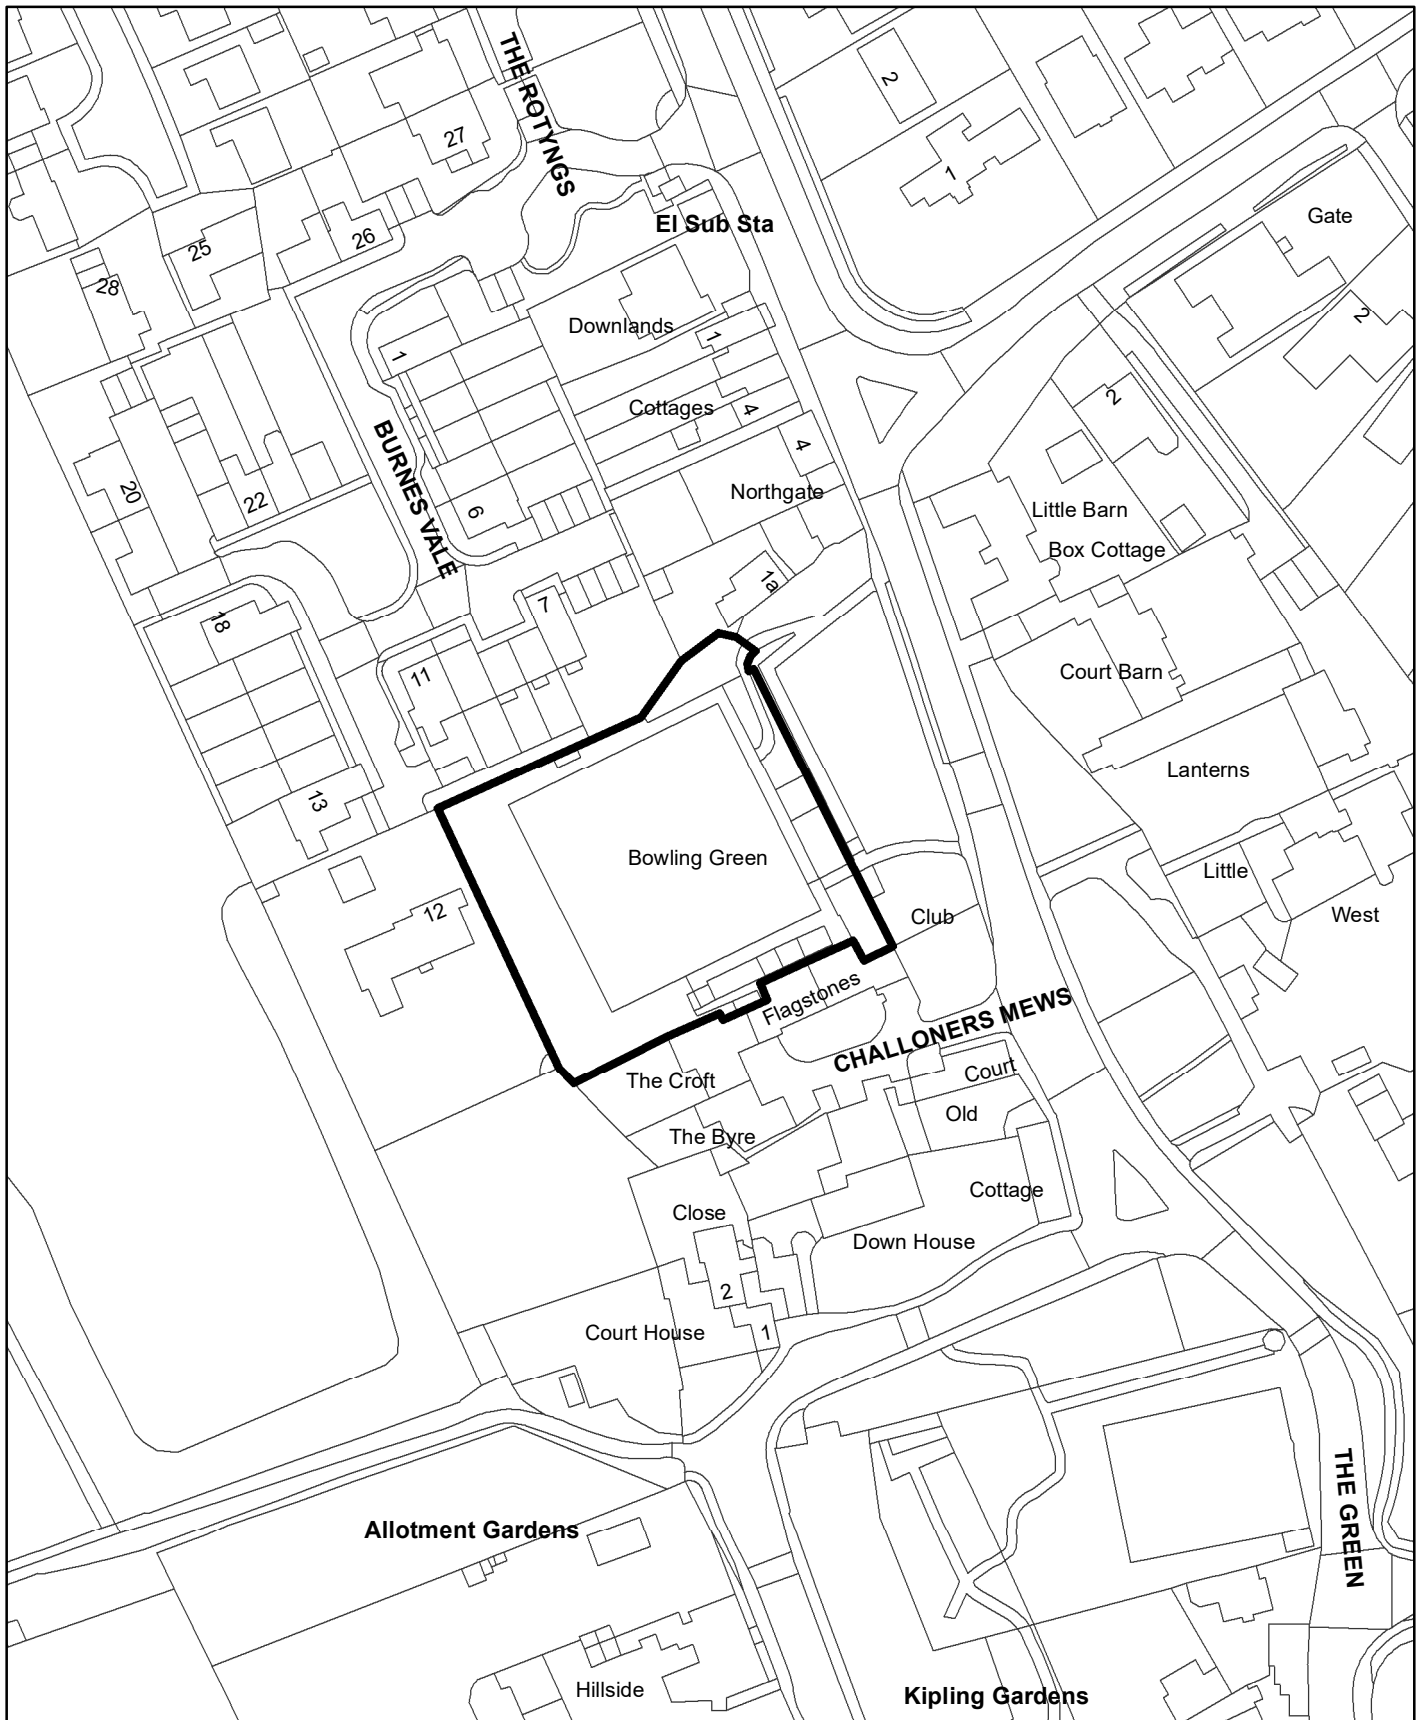 THE ROTYNGS
2
27
1
El Sub Sta
Gate
26
25
28
Downlands
1
2
1
Cottages
4
2
4
BURNES VALE
20
22
Northgate
6
Little Barn
Box Cottage
1a
7
18
11
Court Barn
Lanterns
13
Bowling Green
Little
12
Club
West
Flagstones
CHALLONERS MEWS
Court
The Croft
Old
The Byre
Cottage
Close
Down House
2
Court House
1
THE GREEN
Allotment Gardens
Hillside
Kipling Gardens